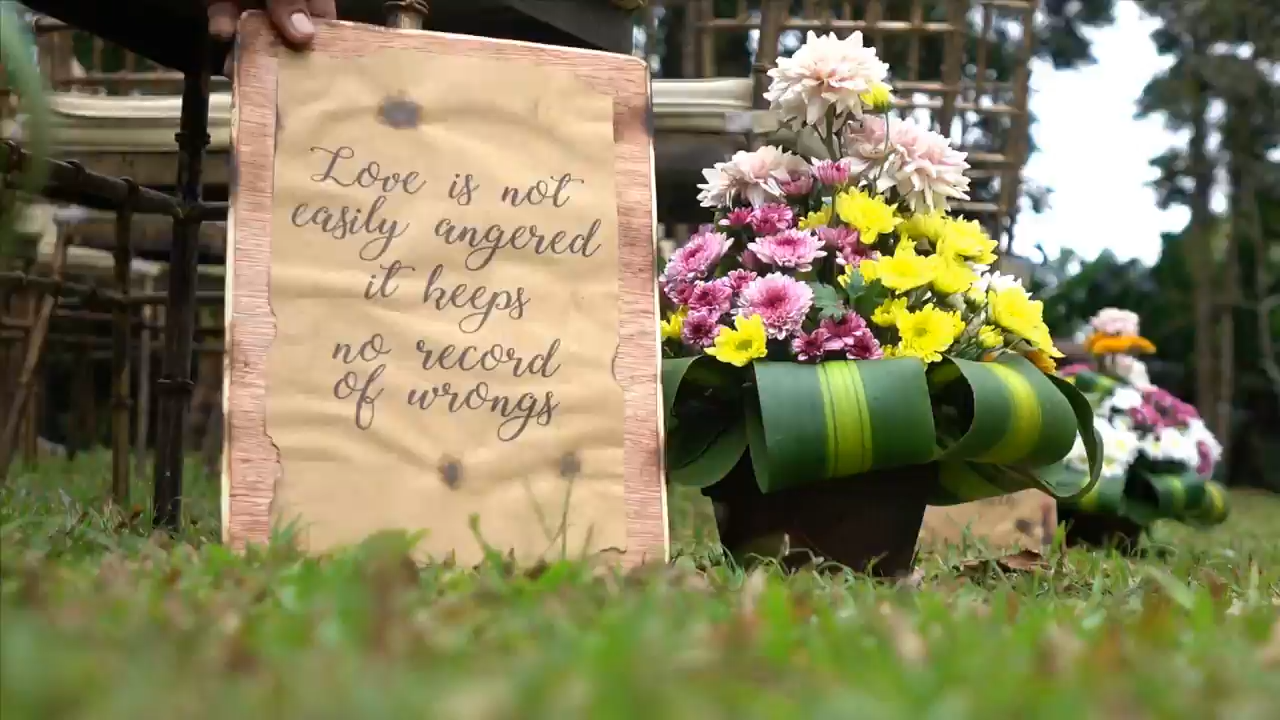 Love is not
easily angered
it keeps
no record
of wrongs